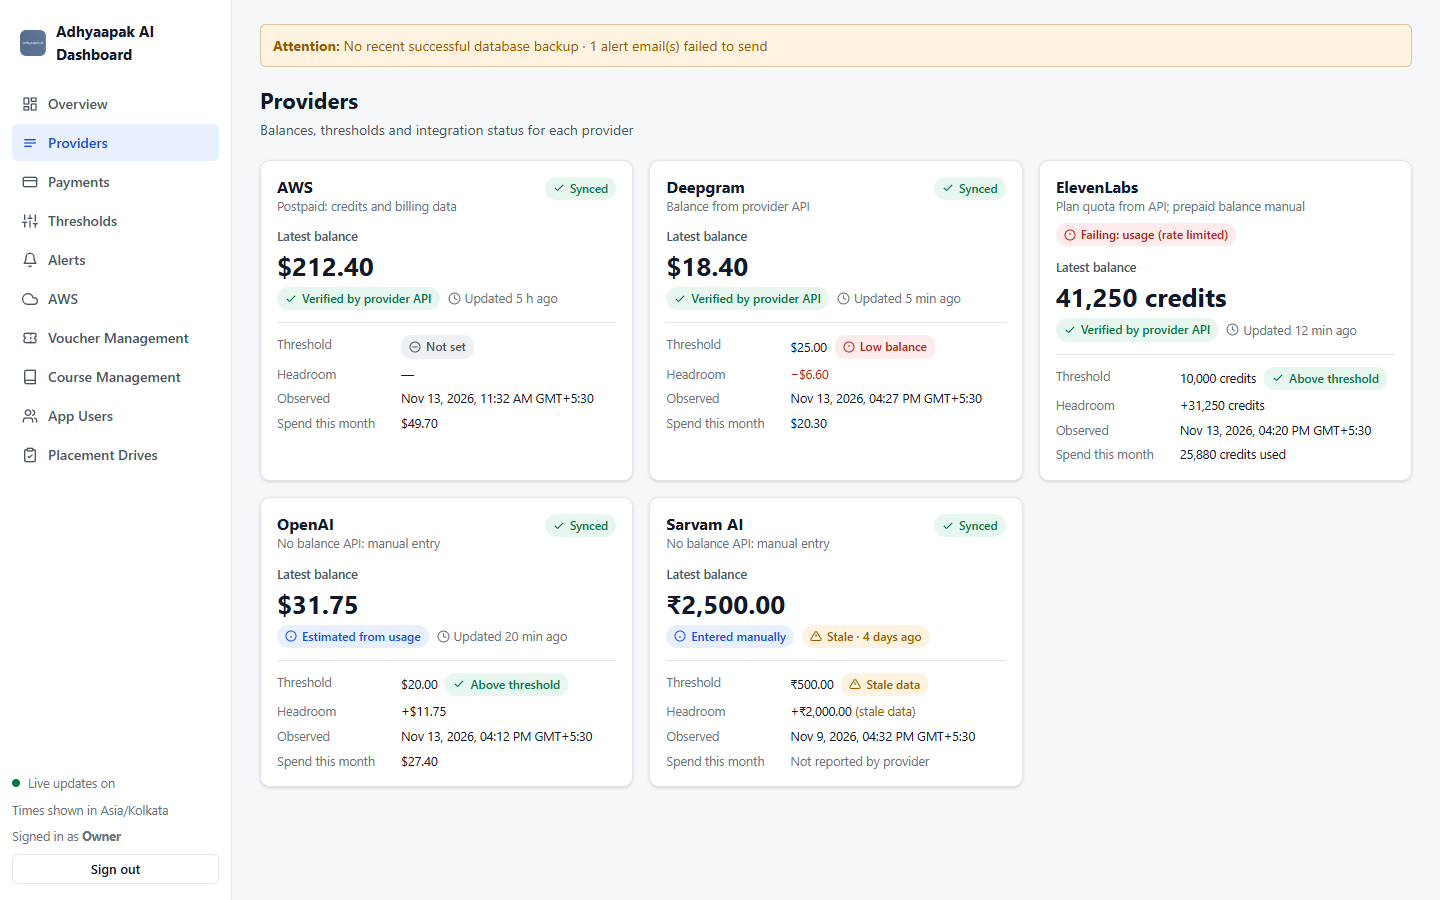 Adhyaapak AI
Dashboard
Overview
Providers
Payments
Thresholds
Alerts
AWS
Voucher Management
Course Management
App Users
Placement Drives
Live updates on
Times shown in Asia/Kolkata
Signed in as Owner
Sign out
Attention: No recent successful database backup · 1 alert email(s) failed to send
Providers
Balances, thresholds and integration status for each provider
AWS
Synced
Postpaid: credits and billing data
Latest balance
$212.40
Verified by provider API Updated 5 h ago
Threshold Not set
Headroom —
Observed Nov 13, 2026, 11:32 AM GMT+5:30
Spend this month $49.70
Deepgram
Synced
Balance from provider API
Latest balance
$18.40
Verified by provider API Updated 5 min ago
Threshold $25.00 Low balance
Headroom −$6.60
Observed Nov 13, 2026, 04:27 PM GMT+5:30
Spend this month $20.30
ElevenLabs
Plan quota from API; prepaid balance manual
Failing: usage (rate limited)
Latest balance
41,250 credits
Verified by provider API Updated 12 min ago
Threshold 10,000 credits Above threshold
Headroom +31,250 credits
Observed Nov 13, 2026, 04:20 PM GMT+5:30
Spend this month 25,880 credits used
OpenAI
Synced
No balance API: manual entry
Latest balance
$31.75
Estimated from usage Updated 20 min ago
Threshold $20.00 Above threshold
Headroom +$11.75
Observed Nov 13, 2026, 04:12 PM GMT+5:30
Spend this month $27.40
Sarvam AI
Synced
No balance API: manual entry
Latest balance
₹2,500.00
Entered manually Stale · 4 days ago
Threshold ₹500.00 Stale data
Headroom +₹2,000.00 (stale data)
Observed Nov 9, 2026, 04:32 PM GMT+5:30
Spend this month Not reported by provider